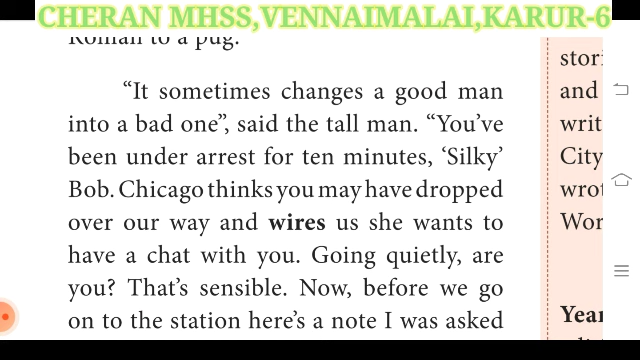 CHERAN MHSS,VENNAIMALAI,KARUR-6
Roman to a pug.
“It sometimes changes a good man
into a bad one”, said the tall man. “You’ve
been under arrest for ten minutes, ‘Silky’
Bob. Chicago thinks you may have dropped
over our way and wires us she wants to
have a chat with you. Going quietly, are
you? That’s sensible. Now, before we go
on to the station here’s a note I was asked
and
City